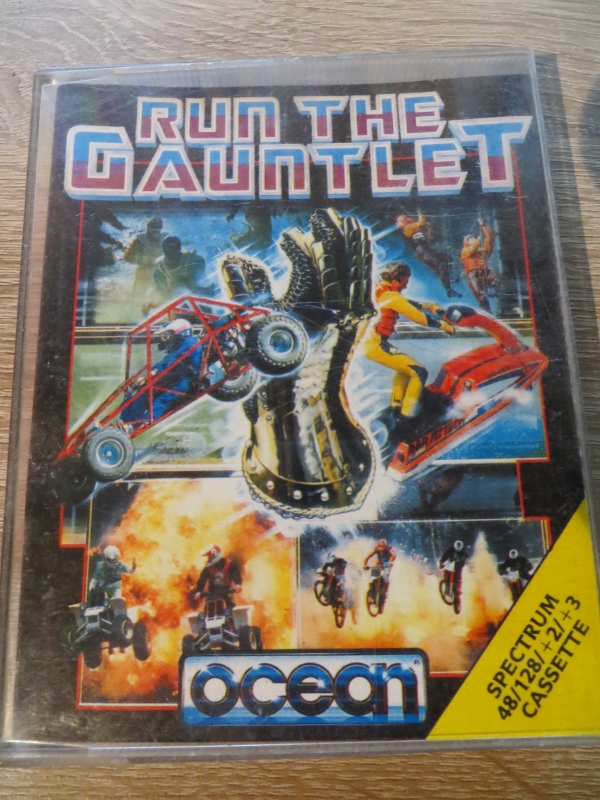 RUN THE
GAUNTLET
ocean®
SPECTRUM
48/128/+2/+3
CASSETTE